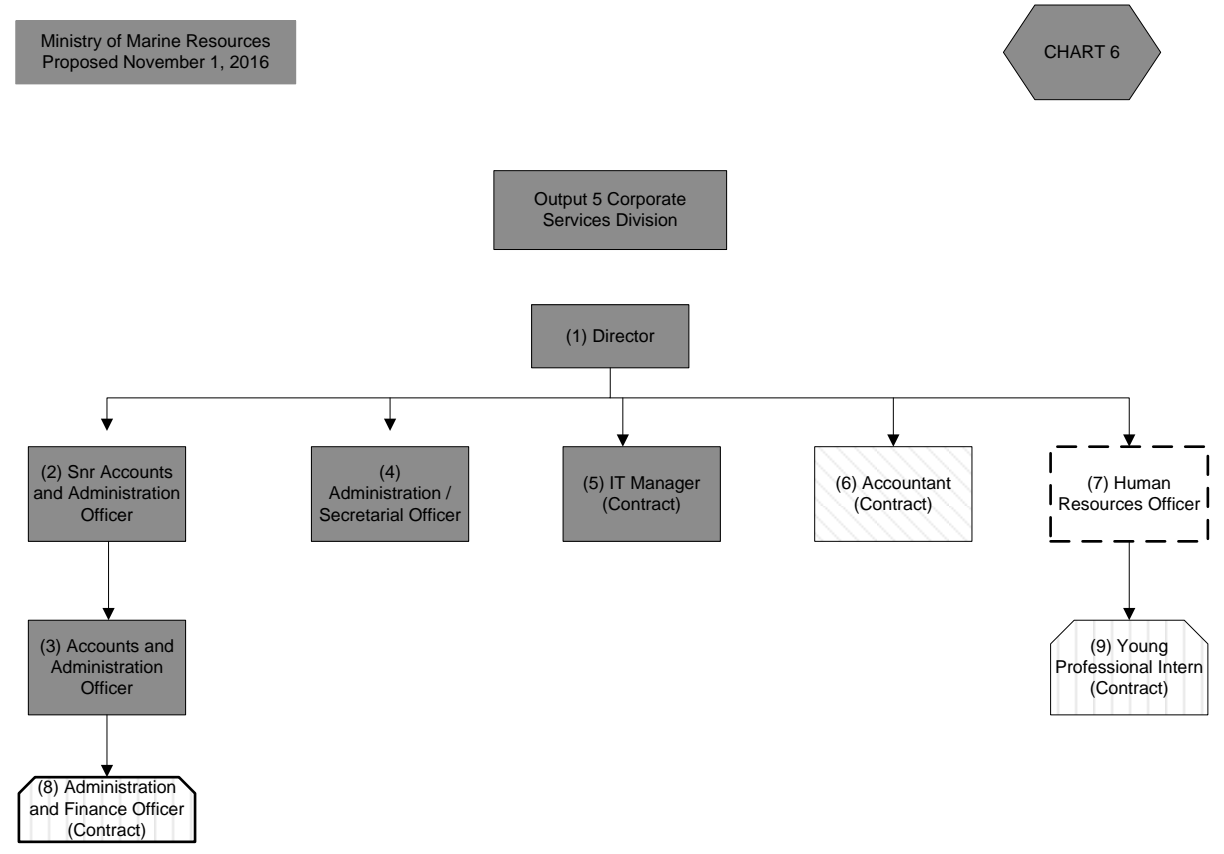 Ministry of Marine Resources
Proposed November 1, 2016
CHART 6
Output 5 Corporate
Services Division
(1) Director
(2) Snr Accounts
and Administration
Officer
(4)
Administration /
Secretarial Officer
(5) IT Manager
(Contract)
(6) Accountant
(Contract)
(7) Human
Resources Officer
(3) Accounts and
Administration
Officer
(9) Young
Professional Intern
(Contract)
(8) Administration
and Finance Officer
(Contract)